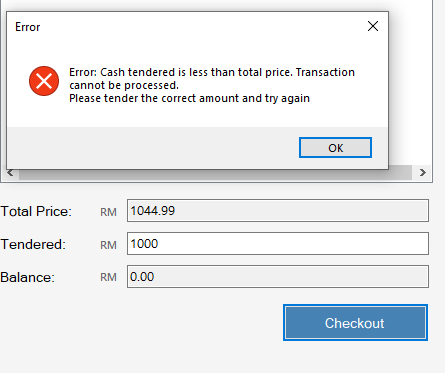 Error
Error: Cash tendered is less than total price. Transaction
cannot be processed.
Please tender the correct amount and try again
OK
Total Price: RM 1044.99
Tendered: RM 1000
Balance: RM 0.00
Checkout